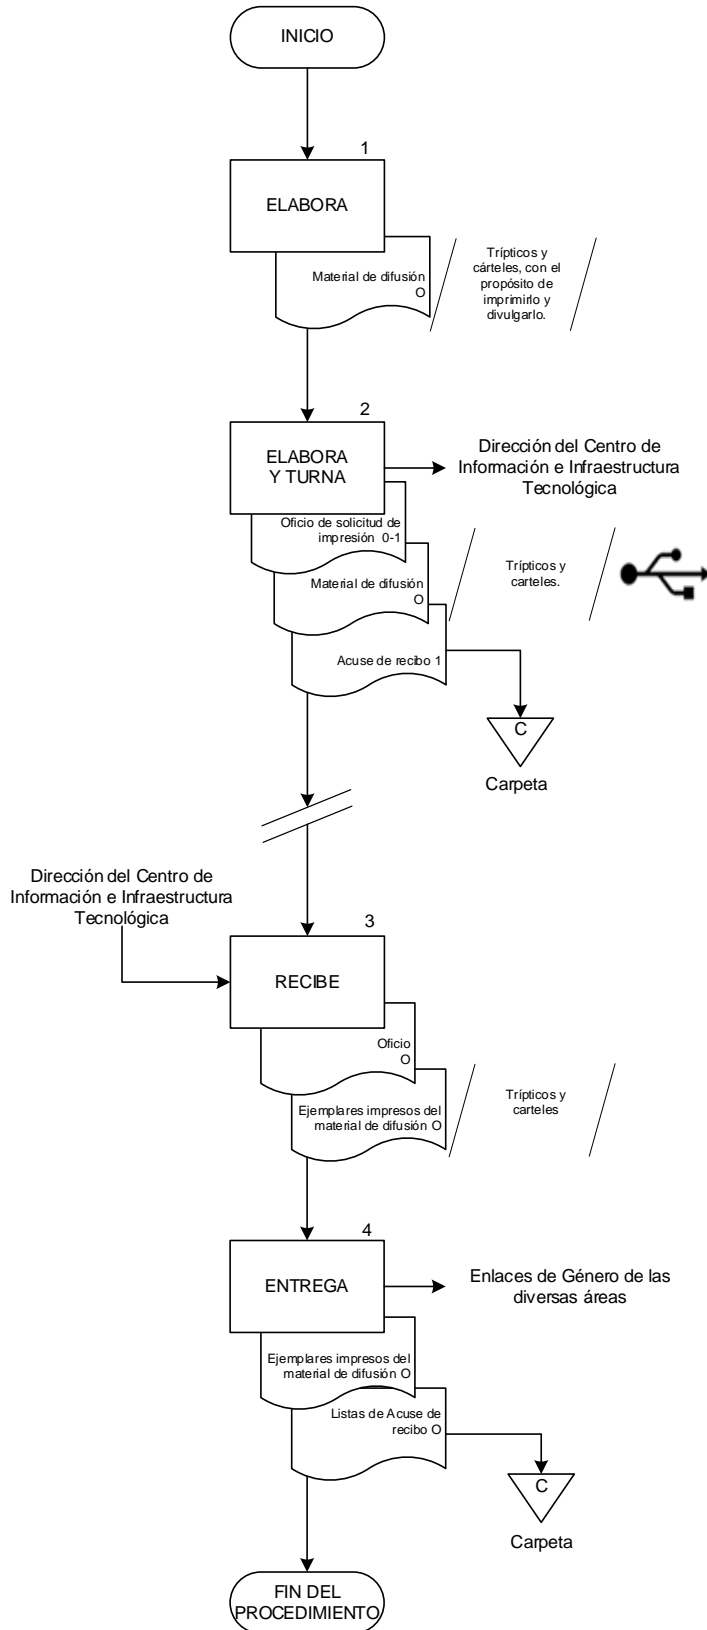 INICIO
1
ELABORA
Material de difusión
O
Trípticos y
cárteles, con el
propósito de
imprimirlo y
divulgarlo.
2
ELABORA
Y TURNA
Dirección del Centro de
Información e Infraestructura
Tecnológica
Oficio de solicitud de
impresión 0-1
Material de difusión
O
Trípticos y
carteles.
Acuse de recibo 1
C
Carpeta
Dirección del Centro de
Información e Infraestructura
Tecnológica
3
RECIBE
Oficio
O
Ejemplares impresos del
material de difusión O
Trípticos y
carteles
4
ENTREGA
Enlaces de Género de las
diversas áreas
Ejemplares impresos del
material de difusión O
Listas de Acuse de
recibo O
C
Carpeta
FIN DEL
PROCEDIMIENTO